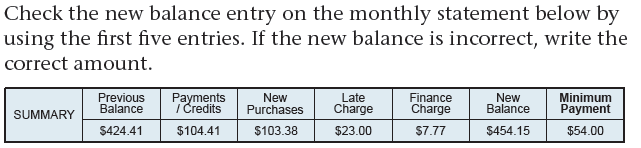 Check the new balance entry on the monthly statement below by
using the first five entries. If the new balance is incorrect, write the
correct amount.
SUMMARY
Previous Balance
Payments / Credits
New Purchases
Late Charge
Finance Charge
New Balance
Minimum Payment
$424.41 $104.41 $103.38 $23.00 $7.77 $454.15 $54.00